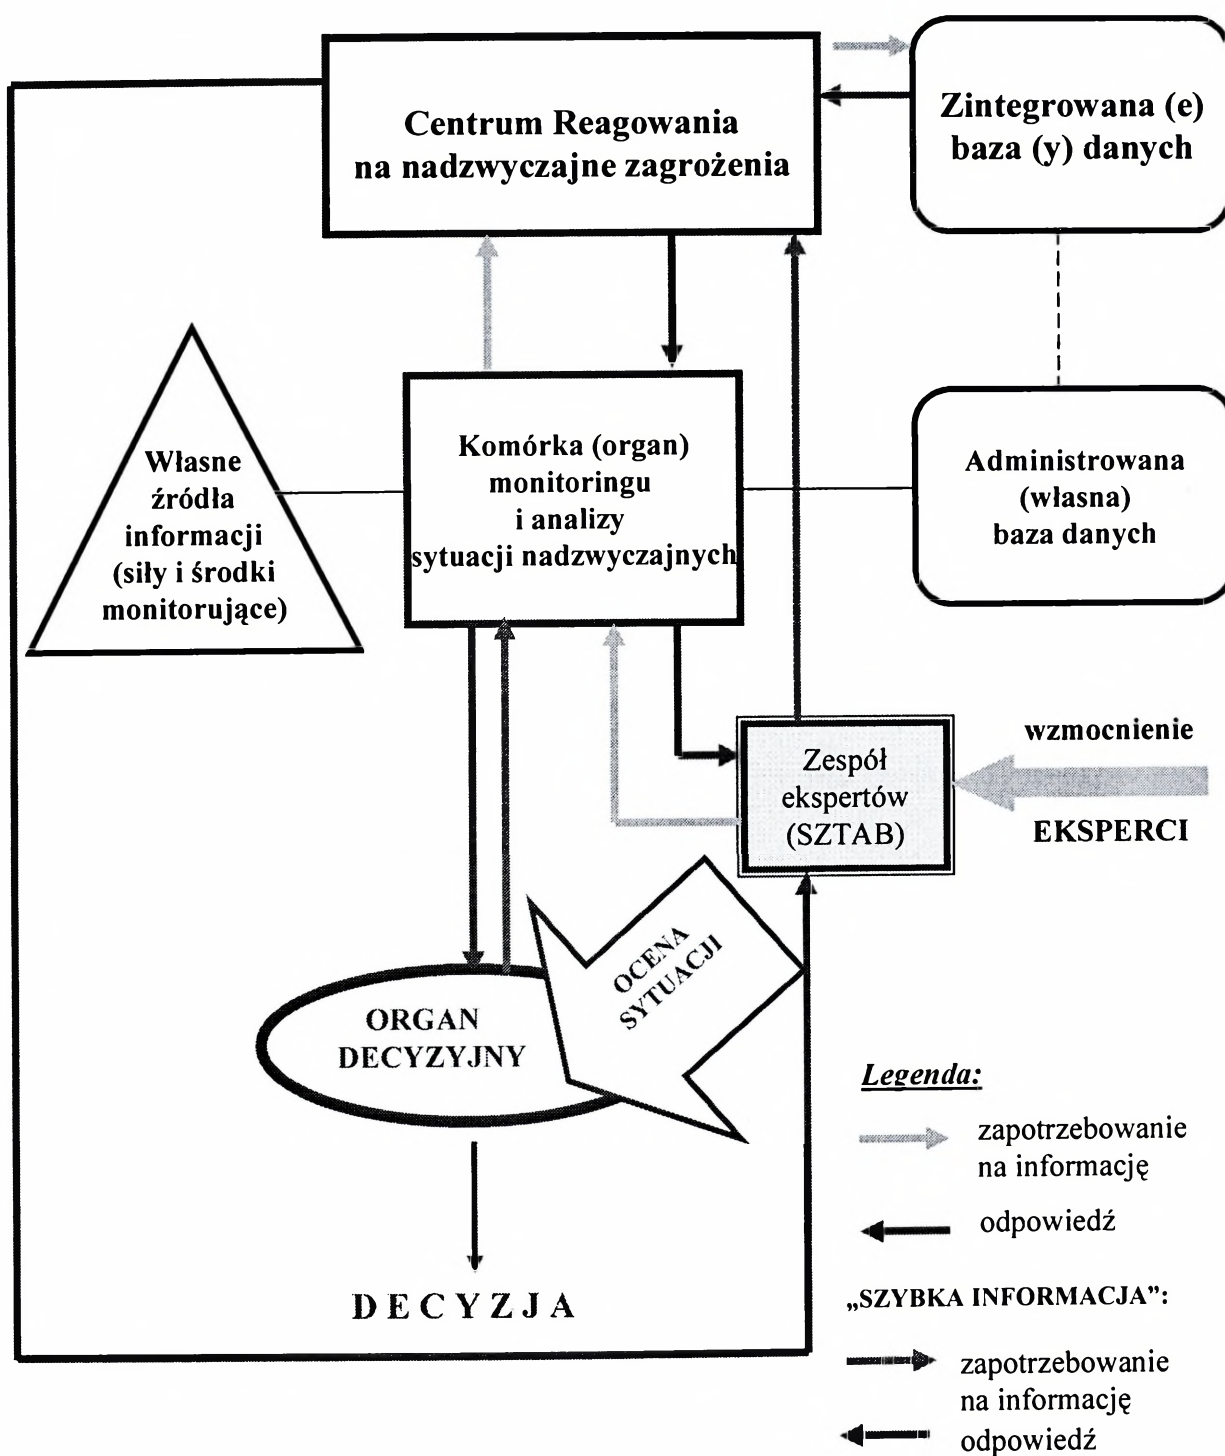 Centrum Reagowania
na nadzwyczajne zagrożenia
Zintegrowana (e)
baza (y) danych
Własne
źródła
informacji
(siły i środki
monitorujące)
Komórka (organ)
monitoringu
i analizy
sytuacji nadzwyczajnych
Administrowana
(własna)
baza danych
Zespół
ekspertów
(SZTAB)
wzmocnienie
EKSPERCI
OCENA
SYTUACJI
ORGAN
DECYZYJNY
DECYZJA
Legenda:
zapotrzebowanie
na informację
odpowiedź
„SZYBKA INFORMACJA”:
zapotrzebowanie
na informację
odpowiedź